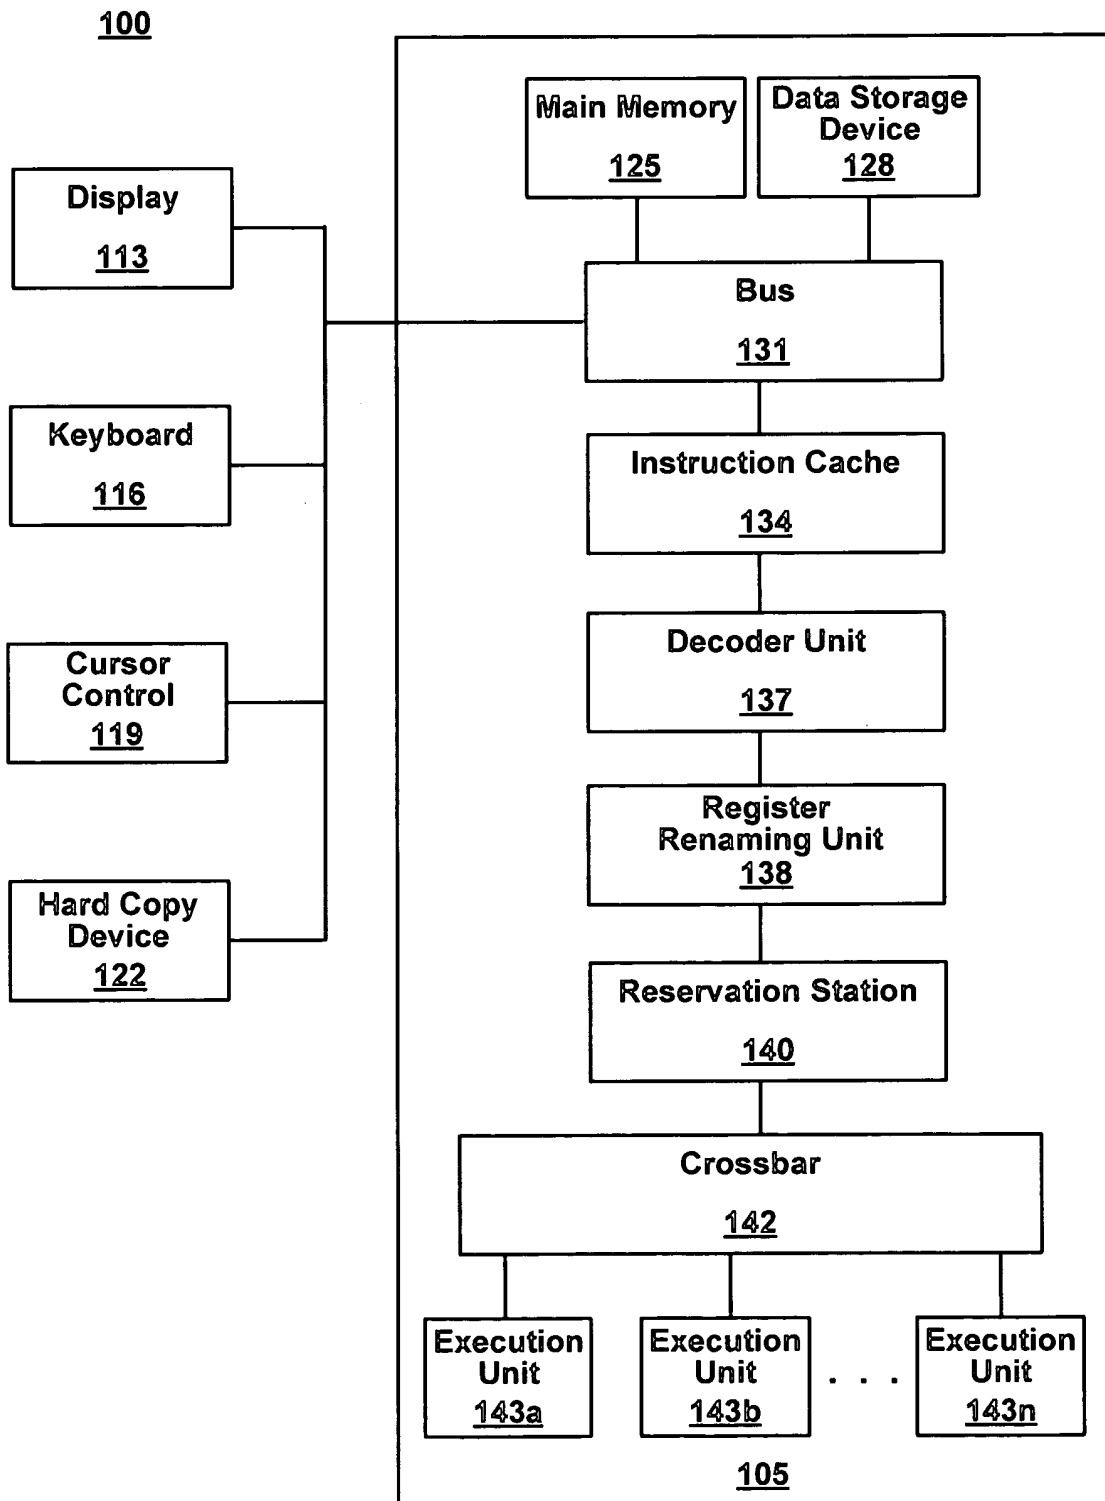 100
Main Memory
125
Data Storage
Device
128
Display
113
Bus
131
Keyboard
116
Instruction Cache
134
Cursor
Control
119
Decoder Unit
137
Register
Renaming Unit
138
Hard Copy
Device
122
Reservation Station
140
Crossbar
142
Execution
Unit
143a
Execution
Unit
143b
. . .
Execution
Unit
143n
105